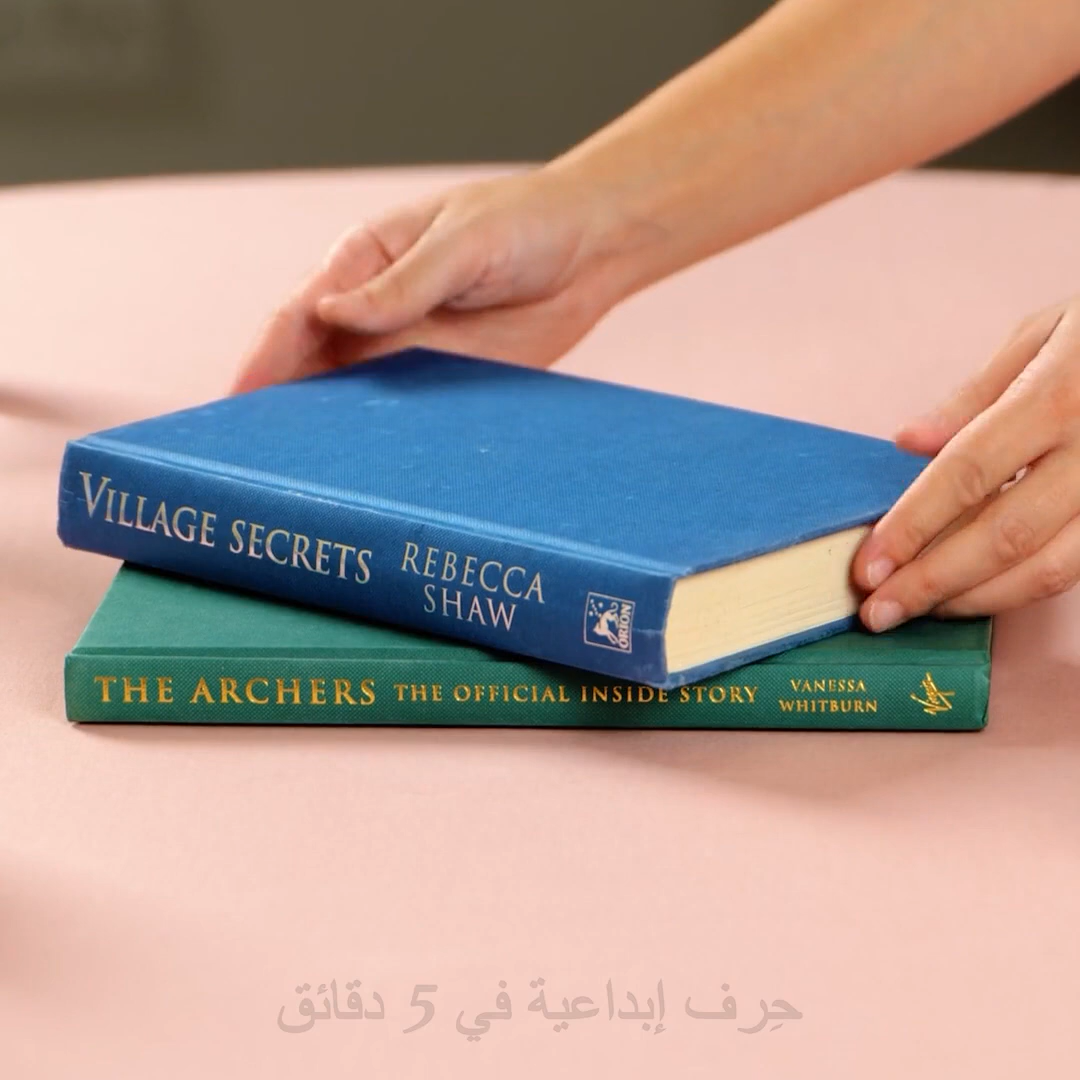 VILLAGE SECRETS REBECCA SHAW
ORION
THE ARCHERS THE OFFICIAL INSIDE STORY VANESSA WHITBURN
Virgin
حِرف إبداعية في 5 دقائق